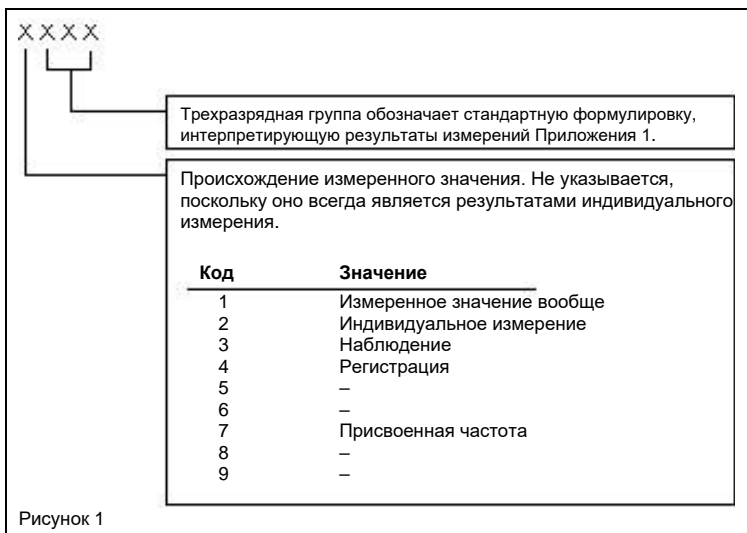 X X X X
Трехразрядная группа обозначает стандартную формулировку,
интерпретирующую результаты измерений Приложения 1.
Происхождение измеренного значения. Не указывается,
поскольку оно всегда является результатами индивидуального
измерения.
Код Значение
1 Измеренное значение вообще
2 Индивидуальное измерение
3 Наблюдение
4 Регистрация
5 –
6 –
7 Присвоенная частота
8 –
9 –
Рисунок 1